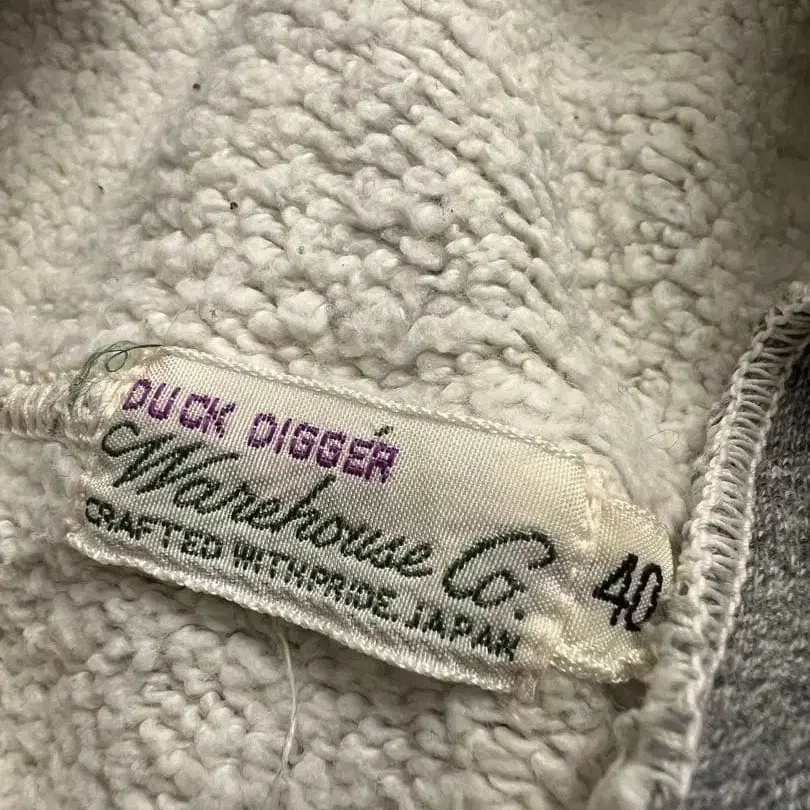 DUCK DIGGER
Warehouse Co.
CRAFTED WITH PRIDE. JAPAN
40